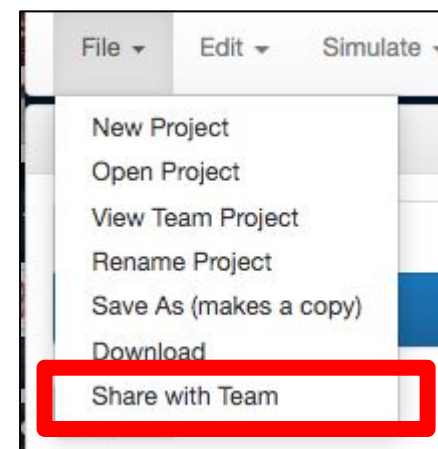 File Edit Simulate
New Project
Open Project
View Team Project
Rename Project
Save As (makes a copy)
Download
Share with Team